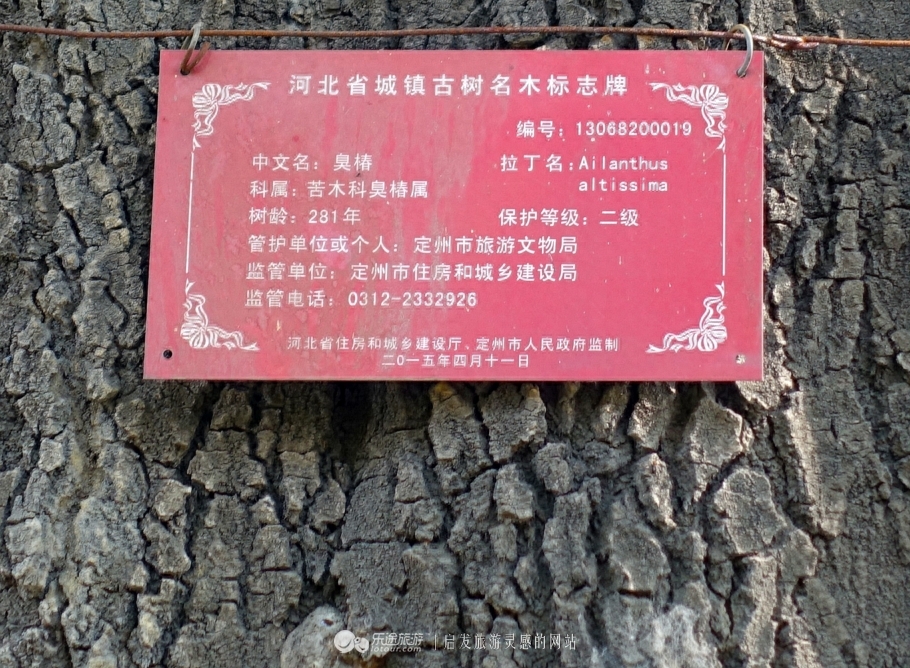 河北省城镇古树名木标志牌
编号：13068200019
中文名：臭椿 拉丁名：Ailanthus
altissima
科属：苦木科臭椿属
树龄：281年 保护等级：二级
管护单位或个人：定州市旅游文物局
监管单位：定州市住房和城乡建设局
监管电话：0312-2332926
河北省住房和城乡建设厅、定州市人民政府监制
二〇一五年四月十一日
乐途旅游 | 启发旅游灵感的网站
lotour.com